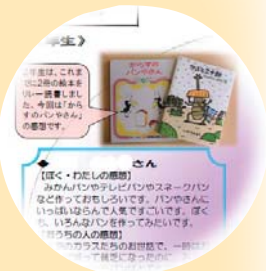 年生》
年生は、これま
に2冊の絵本を
リレー読書しまし
た。今回は「から
すのパンやさん」
の感想です。
からすの
パンやさん
◆ さん
【ぼく・わたしの感想】
みかんパンやテレビパンやスネークパン
など作っておもしろいです。パンやさんに
いっぱいならんで人気ですごいです。ぼく
も、いろんなパンを作ってみたいです。
おうちの人の感想】
のカラスたちのお世話で、一時は